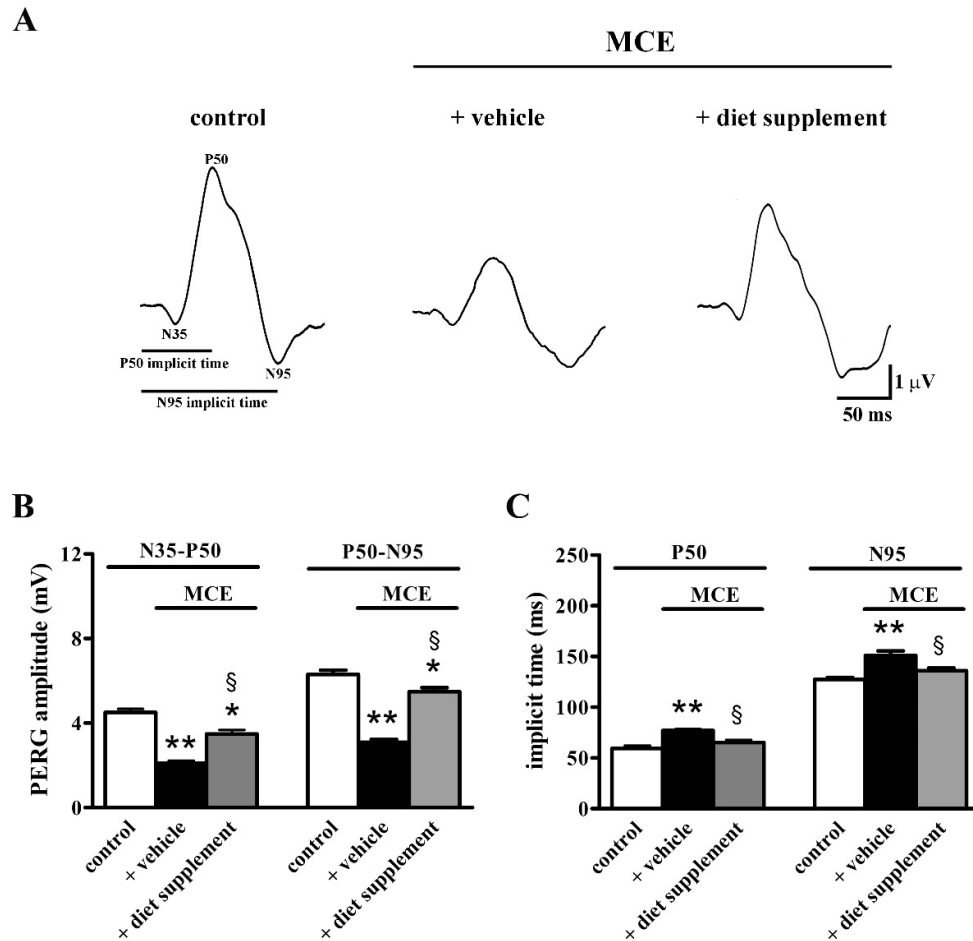 A
MCE
control
+ vehicle
+ diet supplement
P50
N35
P50 implicit time
N95
N95 implicit time
1 μV
50 ms
B
N35-P50
P50-N95
MCE
MCE
PERG amplitude (mV)
12
8
4
0
**
§
*
**
§
*
control
+ vehicle
+ diet supplement
control
+ vehicle
+ diet supplement
C
P50
N95
MCE
MCE
implicit time (ms)
250
200
150
100
50
0
**
§
**
§
control
+ vehicle
+ diet supplement
control
+ vehicle
+ diet supplement